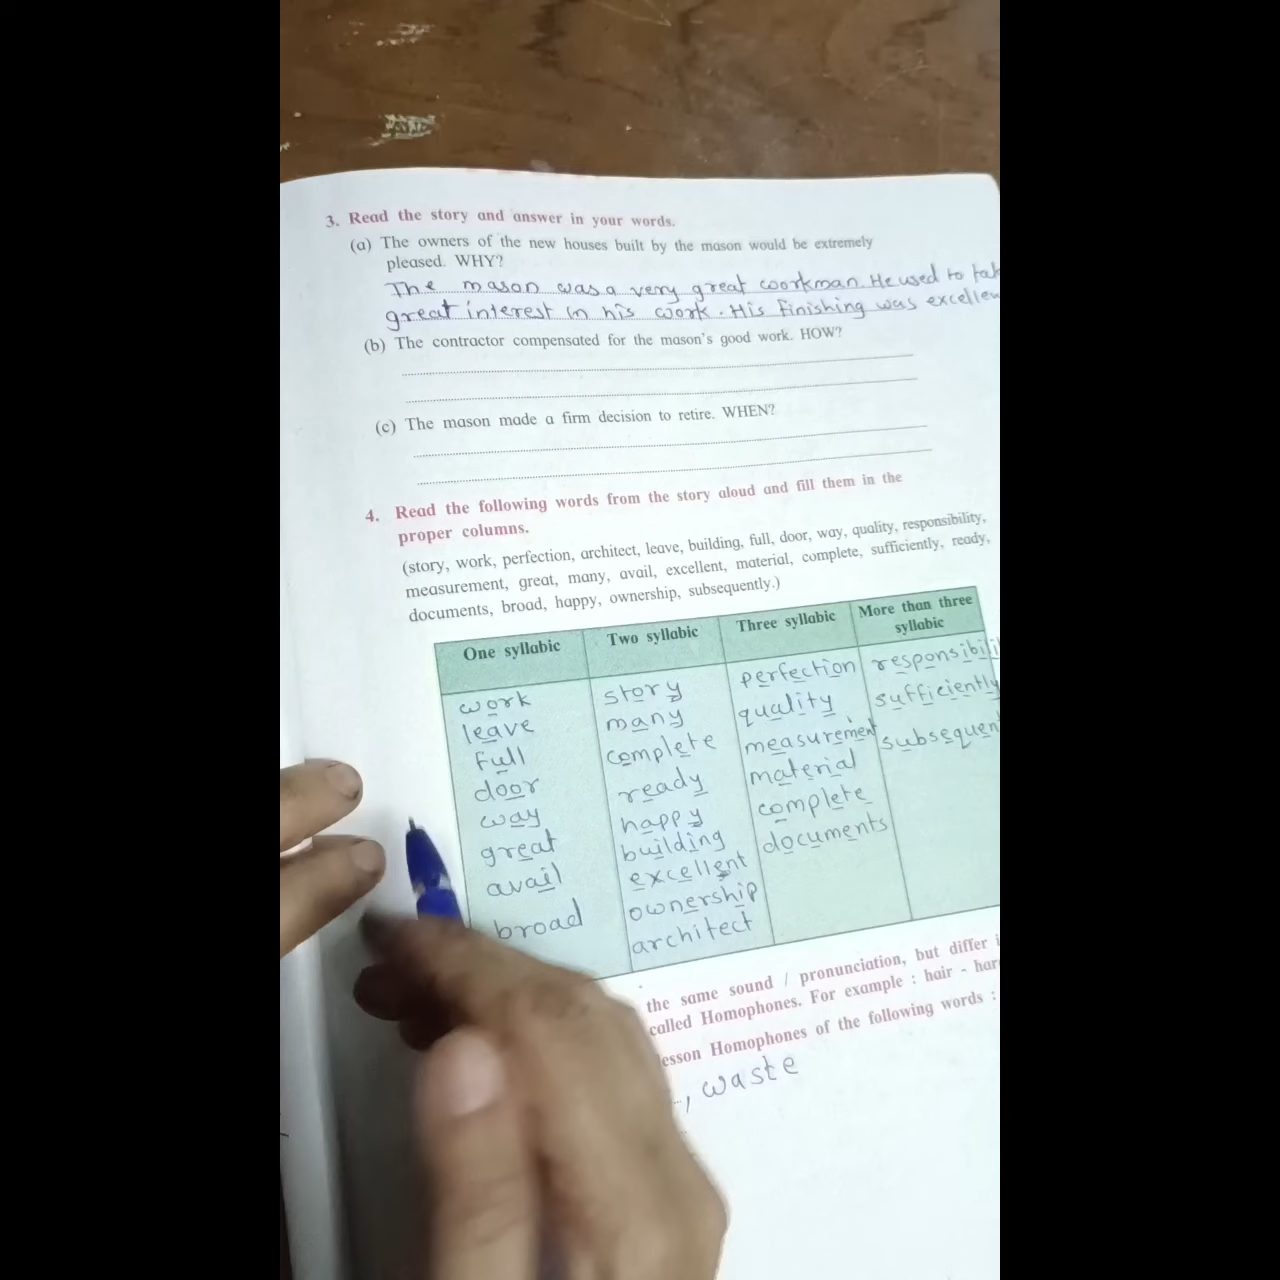 3. Read the story and answer in your words.
(a) The owners of the new houses built by the mason would be extremely
pleased. WHY?
The mason was a very great workman. He used to tak
great interest in his work. His Finishing was excellen
(b) The contractor compensated for the mason's good work. HOW?
(c) The mason made a firm decision to retire. WHEN?
4. Read the following words from the story aloud and fill them in the
proper columns.
(story, work, perfection, architect, leave, building, full, door, way, quality, responsibility,
measurement, great, many, avail, excellent, material, complete, sufficiently, ready,
documents, broad, happy, ownership, subsequently.)
One syllabic Two syllabic Three syllabic More than three syllabic
work story perfection responsibili
leave many quality sufficiently
full complete measurement subsequen
door ready material
way happy complete
great building documents
avail excellent
broad ownership
architect
the same sound / pronunciation, but differ i
called Homophones. For example : hair - har
esson Homophones of the following words :
, waste